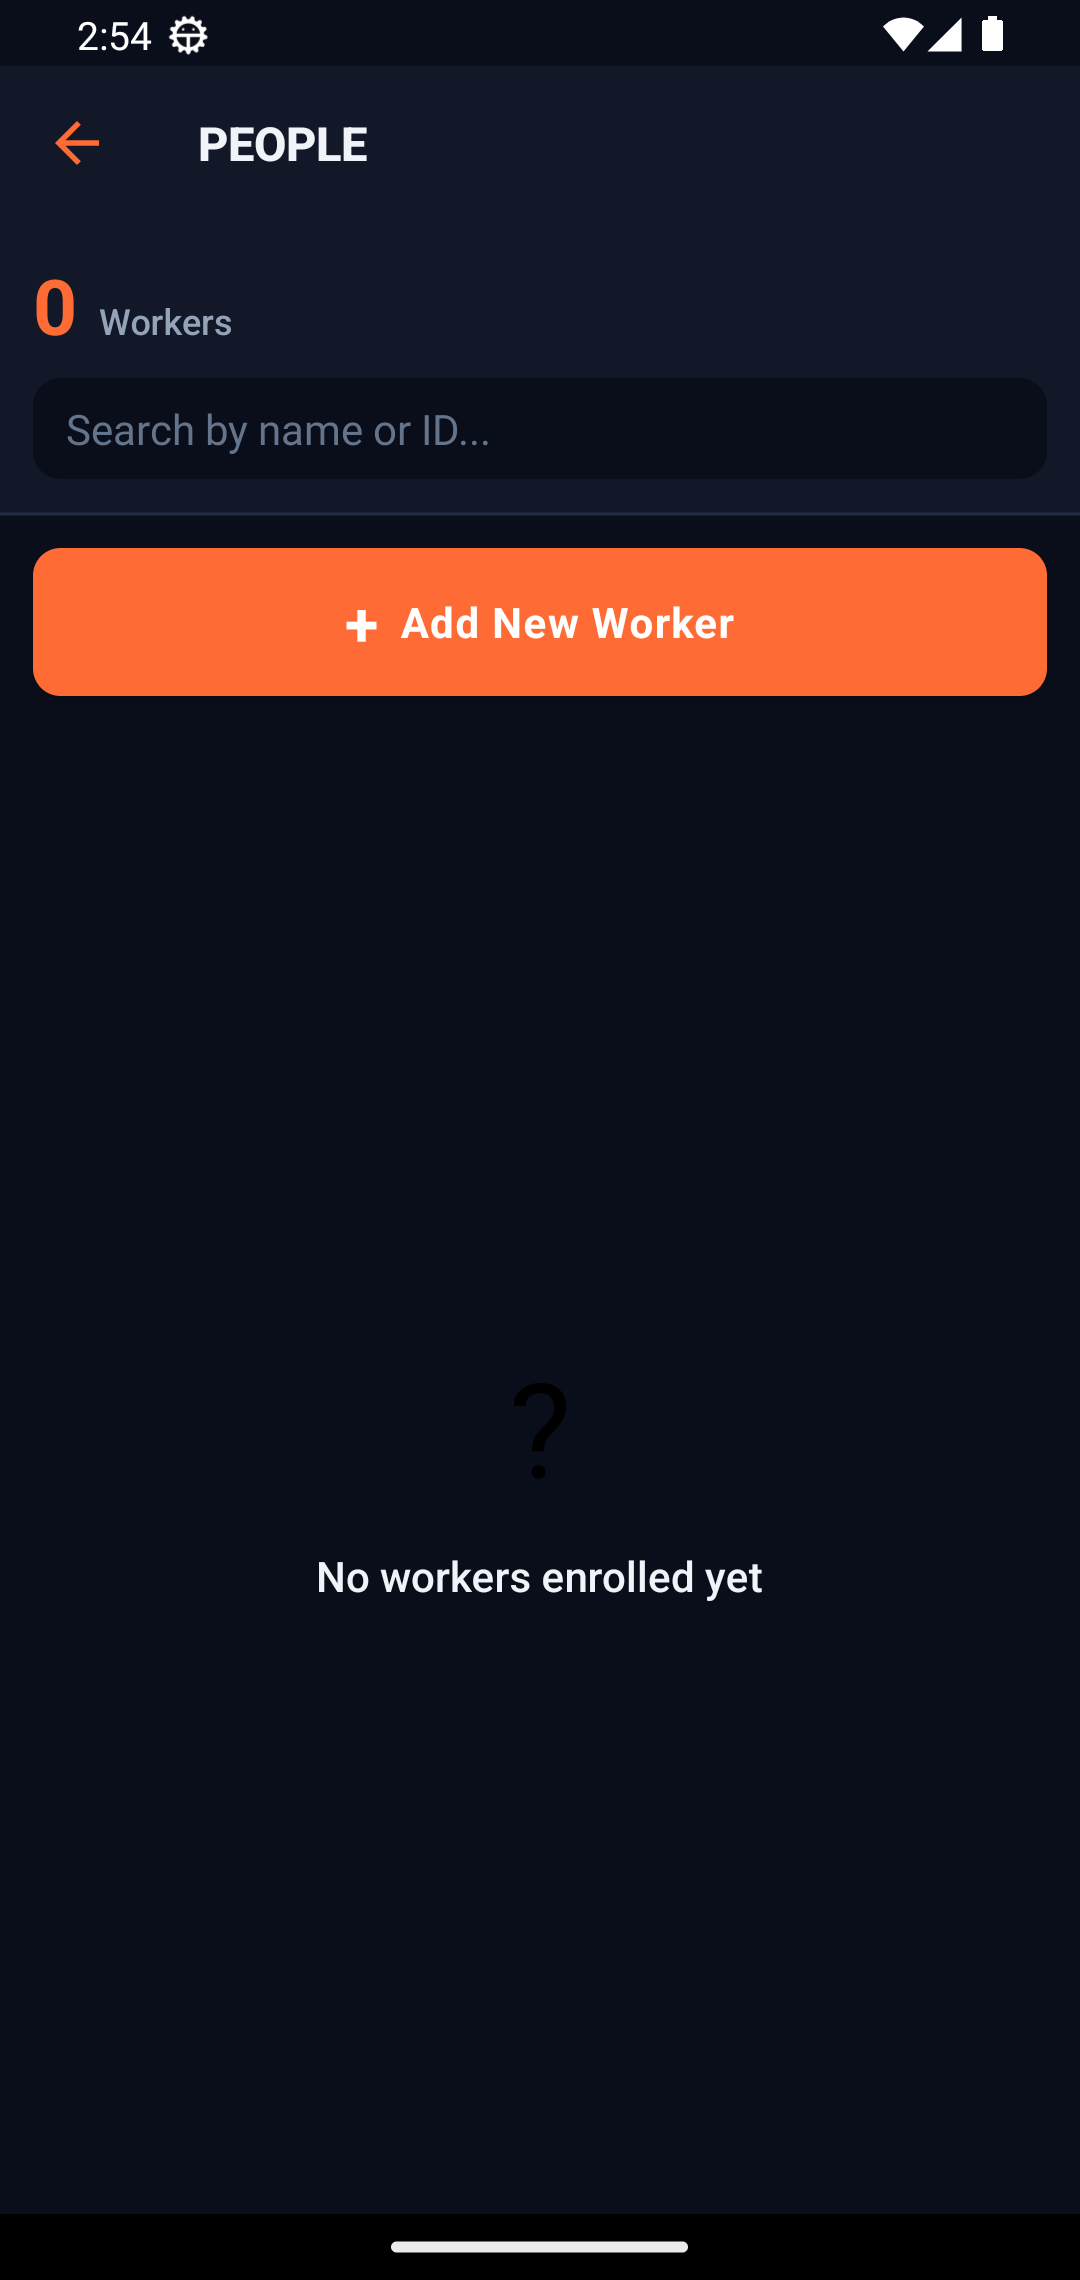 2:54
PEOPLE
0 Workers
Search by name or ID...
+ Add New Worker
?
No workers enrolled yet